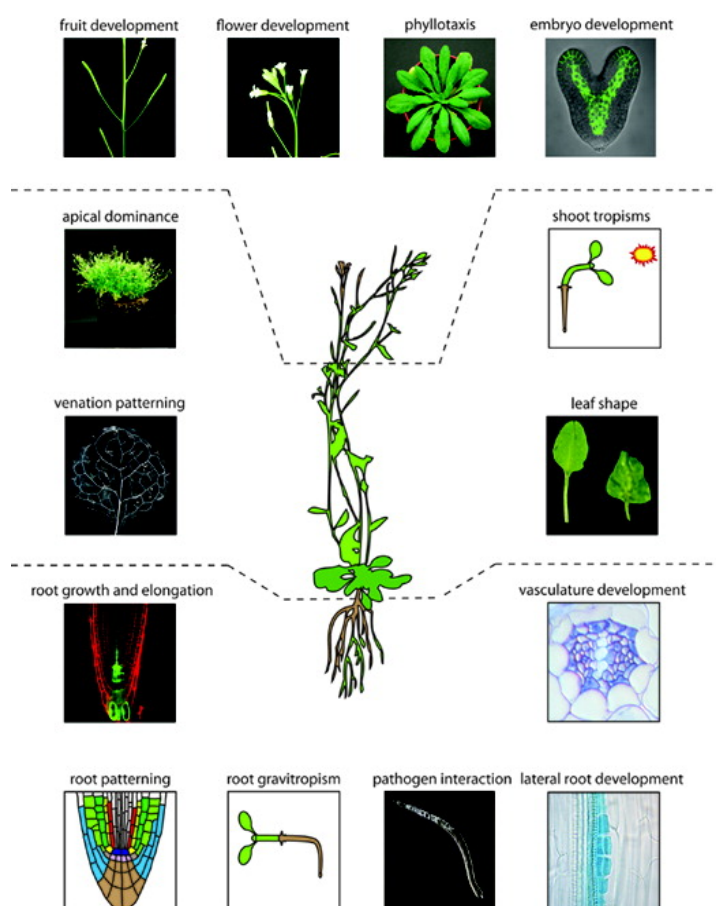 fruit development
flower development
phyllotaxis
embryo development
apical dominance
shoot tropisms
venation patterning
leaf shape
root growth and elongation
vasculature development
root patterning
root gravitropism
pathogen interaction
lateral root development